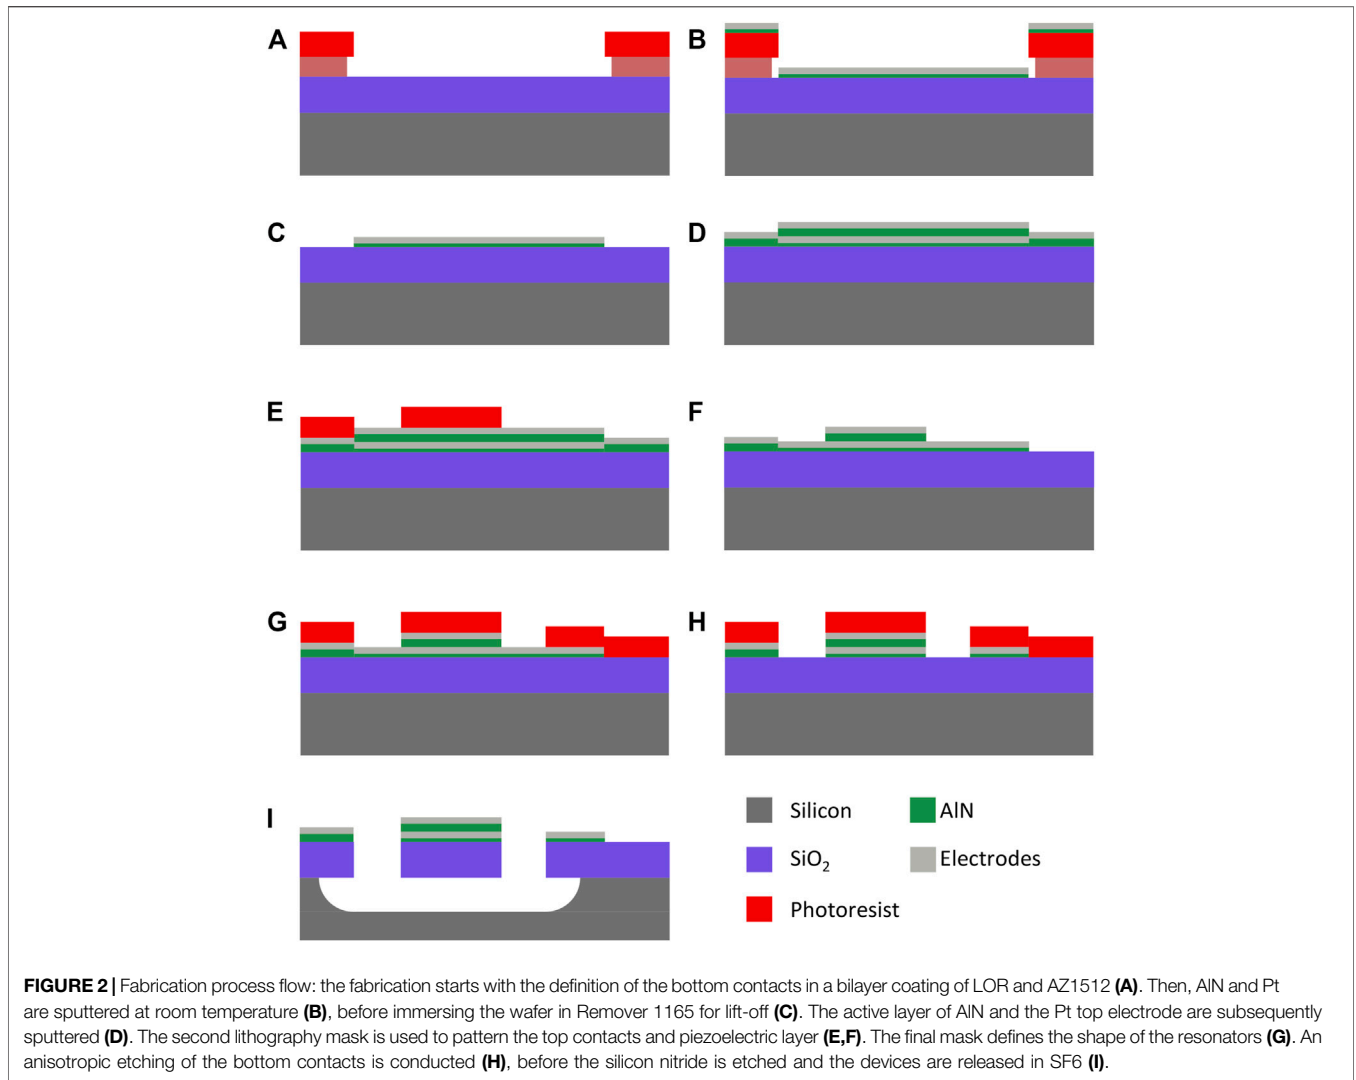 A
B
C
D
E
F
G
H
I
Silicon
AlN
SiO2
Electrodes
Photoresist
FIGURE 2 | Fabrication process flow: the fabrication starts with the definition of the bottom contacts in a bilayer coating of LOR and AZ1512 (A). Then, AlN and Pt
are sputtered at room temperature (B), before immersing the wafer in Remover 1165 for lift-off (C). The active layer of AlN and the Pt top electrode are subsequently
sputtered (D). The second lithography mask is used to pattern the top contacts and piezoelectric layer (E,F). The final mask defines the shape of the resonators (G). An
anisotropic etching of the bottom contacts is conducted (H), before the silicon nitride is etched and the devices are released in SF6 (I).